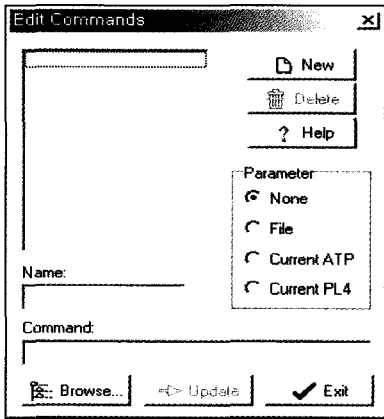 Edit Commands
New
Delete
? Help
Parameter
None
File
Current ATP
Current PL4
Name:
Command:
Browse...
Update
Exit